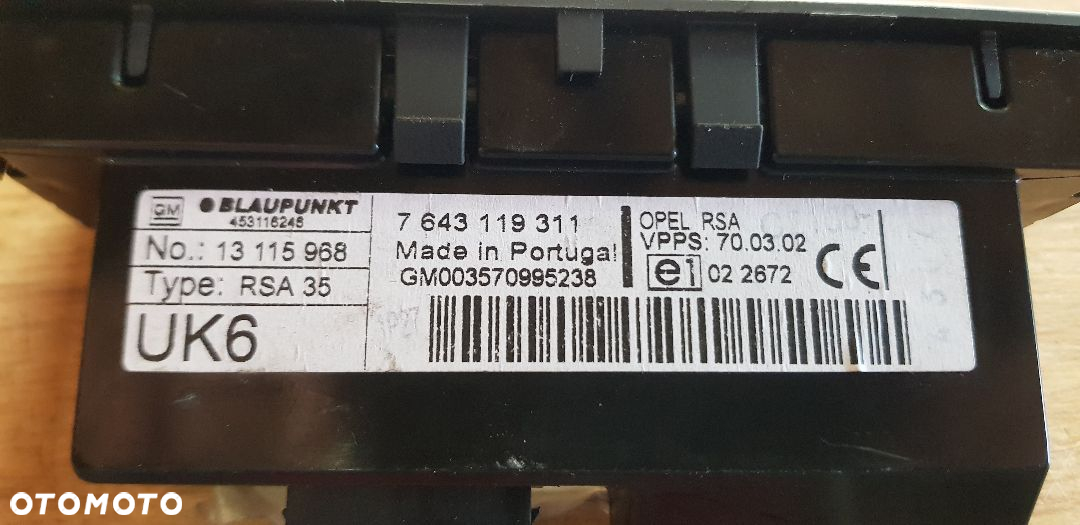 GM BLAUPUNKT
453116246
No.: 13 115 968
Type: RSA 35
UK6
7 643 119 311
Made in Portugal
GM003570995238
OPEL RSA
VPPS: 70.03.02
e1 02 2672 CE
OTOMOTO